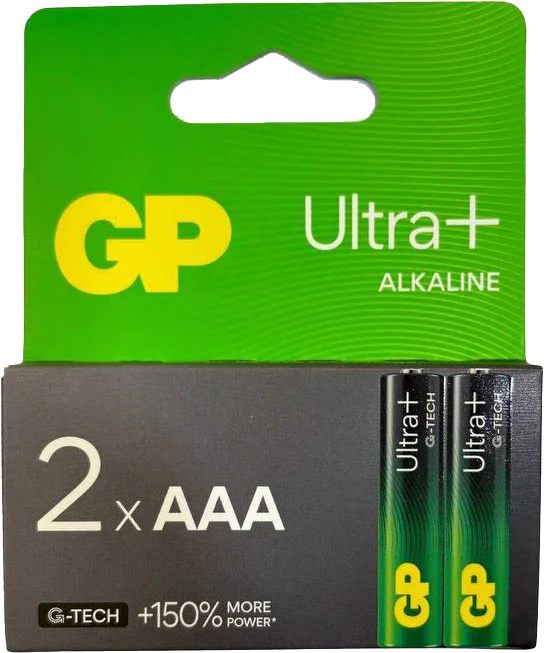 GP
Ultra+
ALKALINE
2 x AAA
G-TECH +150% MORE POWER*
Ultra+
G-TECH
GP
Ultra+
G-TECH
GP